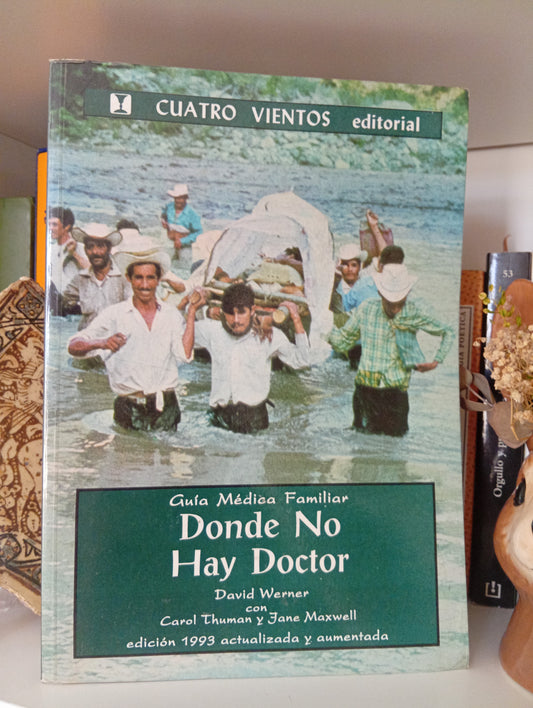 CUATRO VIENTOS editorial
Guía Médica Familiar
Donde No
Hay Doctor
David Werner
con
Carol Thuman y Jane Maxwell
edición 1993 actualizada y aumentada
53
Orgullo y
POÉTICA